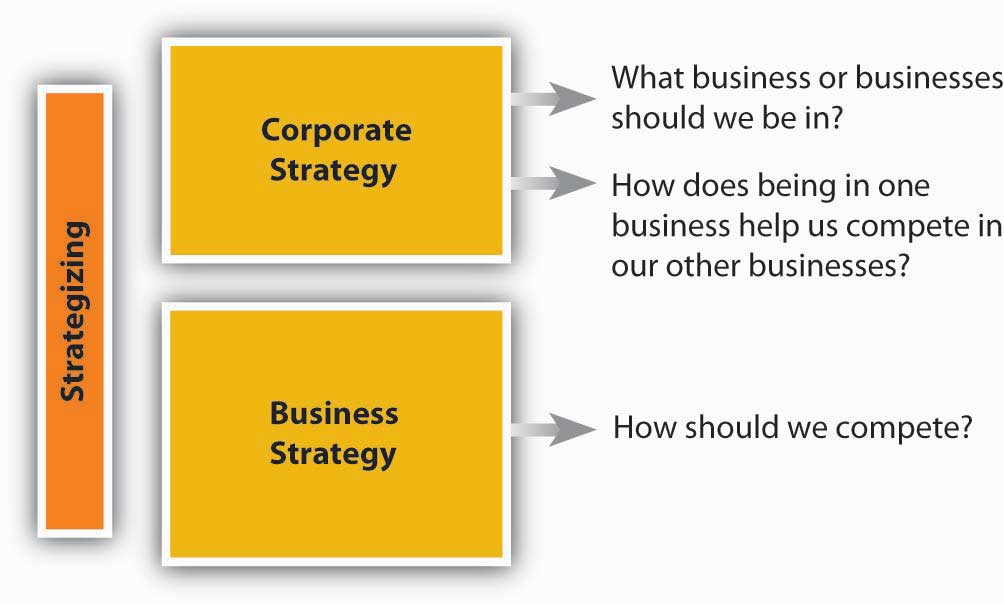 Strategizing
Corporate
Strategy
What business or businesses
should we be in?
How does being in one
business help us compete in
our other businesses?
Business
Strategy
How should we compete?